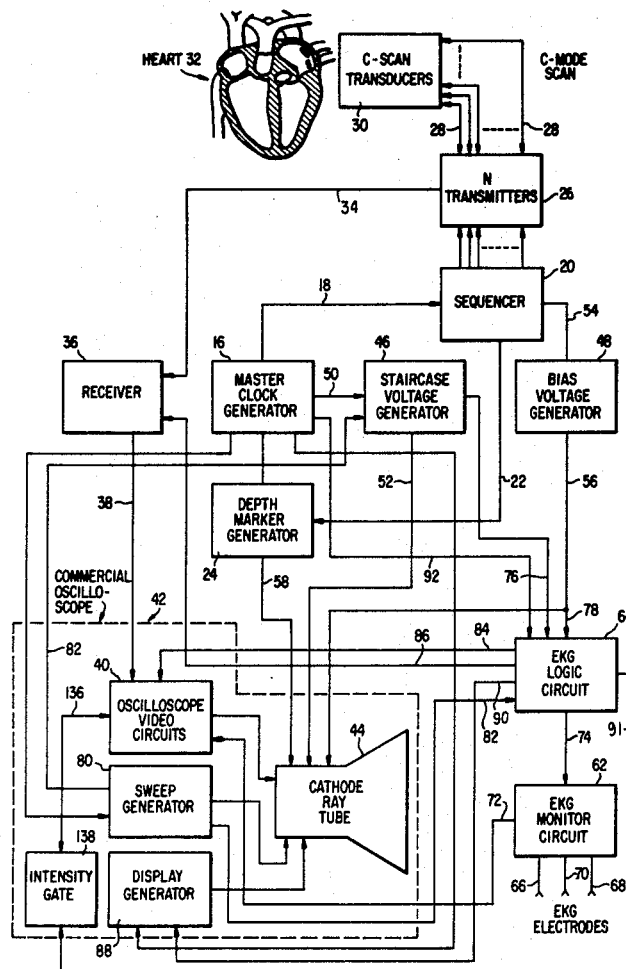 HEART 32
C-SCAN
TRANSDUCERS
30
C-MODE
SCAN
28
28
N
TRANSMITTERS
26
34
20
SEQUENCER
18
54
36
RECEIVER
16
MASTER
CLOCK
GENERATOR
50
46
STAIRCASE
VOLTAGE
GENERATOR
48
BIAS
VOLTAGE
GENERATOR
38
52
22
56
DEPTH
MARKER
GENERATOR
24
58
92
76
78
COMMERCIAL
OSCILLO-
SCOPE
42
82
84
86
90
82
6
EKG
LOGIC
CIRCUIT
91-
136
40
OSCILLOSCOPE
VIDEO
CIRCUITS
44
CATHODE
RAY
TUBE
74
80
SWEEP
GENERATOR
72
62
EKG
MONITOR
CIRCUIT
138
INTENSITY
GATE
DISPLAY
GENERATOR
88
66
70
68
EKG
ELECTRODES